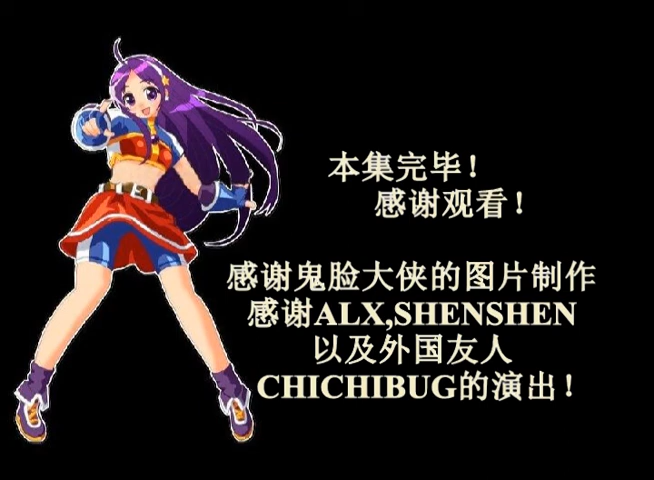 本集完毕！
感谢观看！
感谢鬼脸大侠的图片制作
感谢ALX,SHENSHEN
以及外国友人
CHICHIBUG的演出！